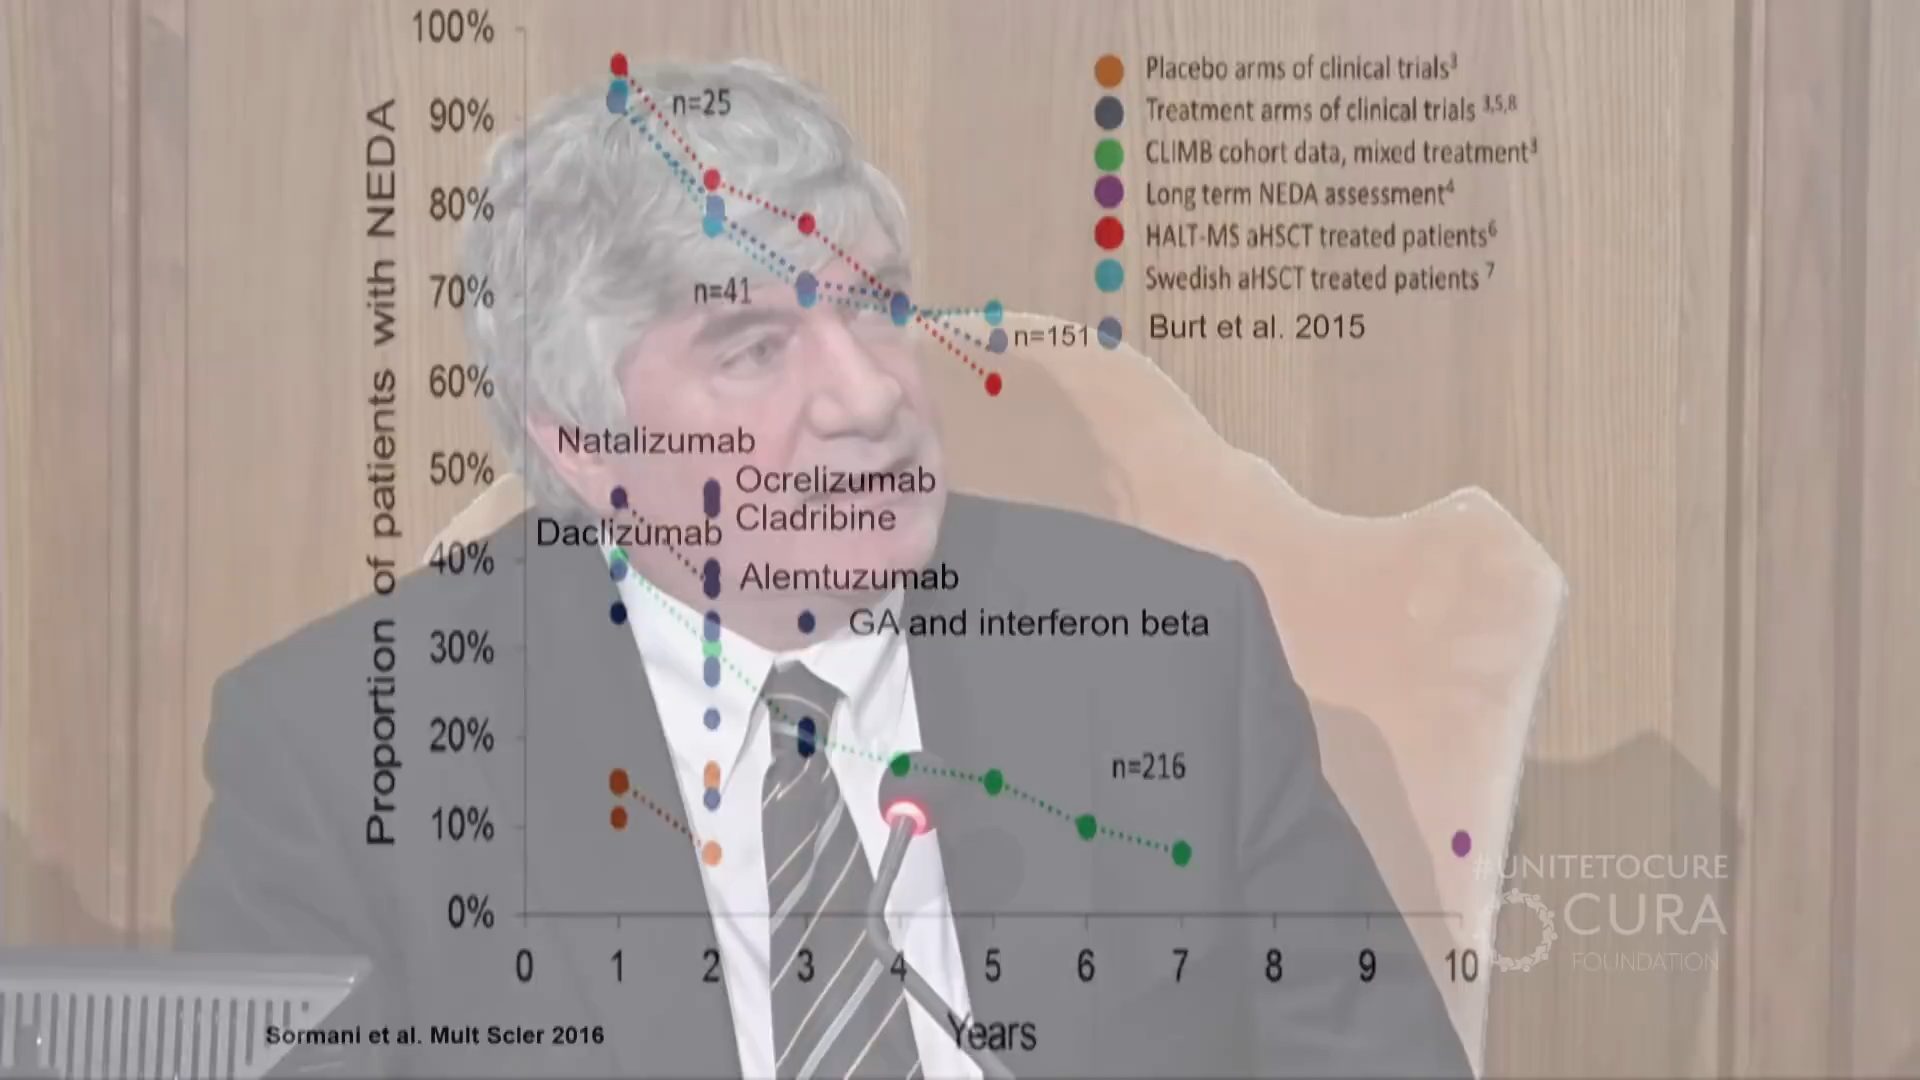 100%
90%
80%
70%
60%
50%
40%
30%
20%
10%
0%
Proportion of patients with NEDA
0 1 2 3 4 5 6 7 8 9 10
Years
n=25
n=41
n=151
n=216
Placebo arms of clinical trials³
Treatment arms of clinical trials ³,⁵,⁸
CLIMB cohort data, mixed treatment³
Long term NEDA assessment⁴
HALT-MS aHSCT treated patients⁶
Swedish aHSCT treated patients ⁷
Burt et al. 2015
Natalizumab
Ocrelizumab
Daclizumab
Cladribine
Alemtuzumab
GA and interferon beta
Sormani et al. Mult Scler 2016
#UNITETOCURE
CURA
FOUNDATION